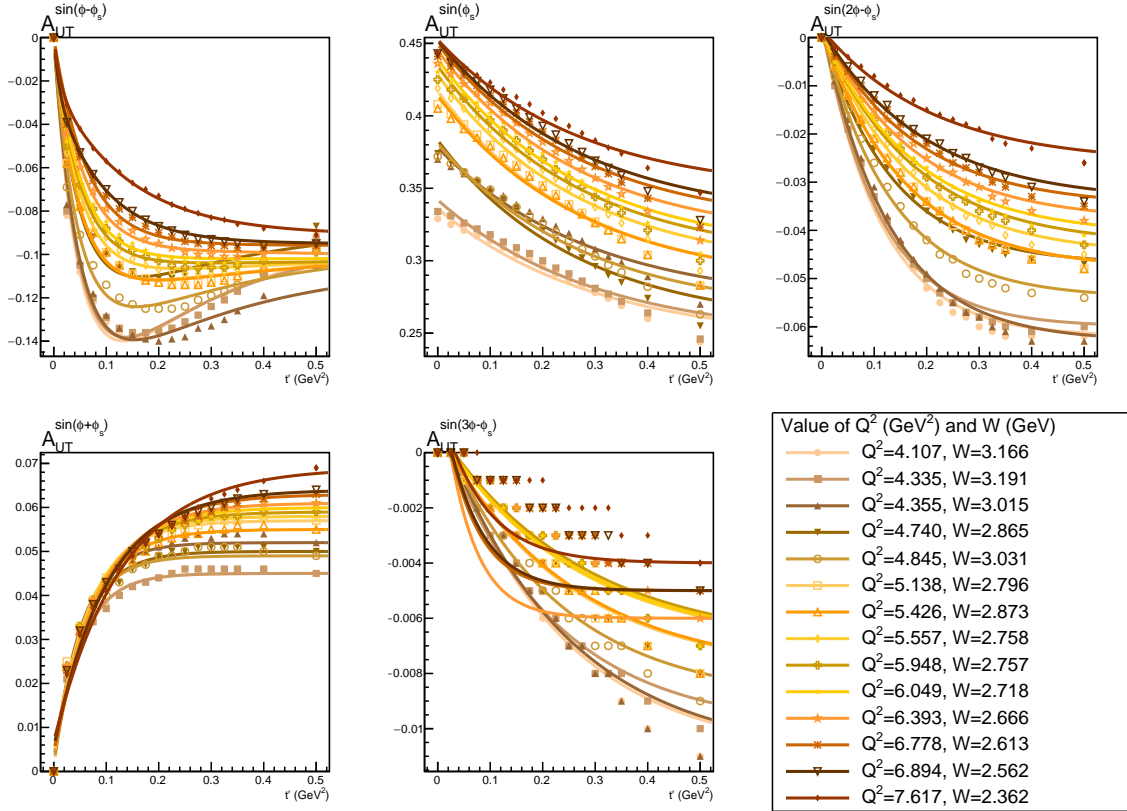 A_UT^sin(ϕ-ϕ_s)
0
−0.02
−0.04
−0.06
−0.08
−0.1
−0.12
−0.14
0 0.1 0.2 0.3 0.4 0.5
t' (GeV²)
A_UT^sin(ϕ_s)
0.45
0.4
0.35
0.3
0.25
0 0.1 0.2 0.3 0.4 0.5
t' (GeV²)
A_UT^sin(2ϕ-ϕ_s)
0
−0.01
−0.02
−0.03
−0.04
−0.05
−0.06
0 0.1 0.2 0.3 0.4 0.5
t' (GeV²)
A_UT^sin(ϕ+ϕ_s)
0.07
0.06
0.05
0.04
0.03
0.02
0.01
0
0 0.1 0.2 0.3 0.4 0.5
t' (GeV²)
A_UT^sin(3ϕ-ϕ_s)
0
−0.002
−0.004
−0.006
−0.008
−0.01
0 0.1 0.2 0.3 0.4 0.5
t' (GeV²)
Value of Q² (GeV²) and W (GeV)
Q²=4.107, W=3.166
Q²=4.335, W=3.191
Q²=4.355, W=3.015
Q²=4.740, W=2.865
Q²=4.845, W=3.031
Q²=5.138, W=2.796
Q²=5.426, W=2.873
Q²=5.557, W=2.758
Q²=5.948, W=2.757
Q²=6.049, W=2.718
Q²=6.393, W=2.666
Q²=6.778, W=2.613
Q²=6.894, W=2.562
Q²=7.617, W=2.362